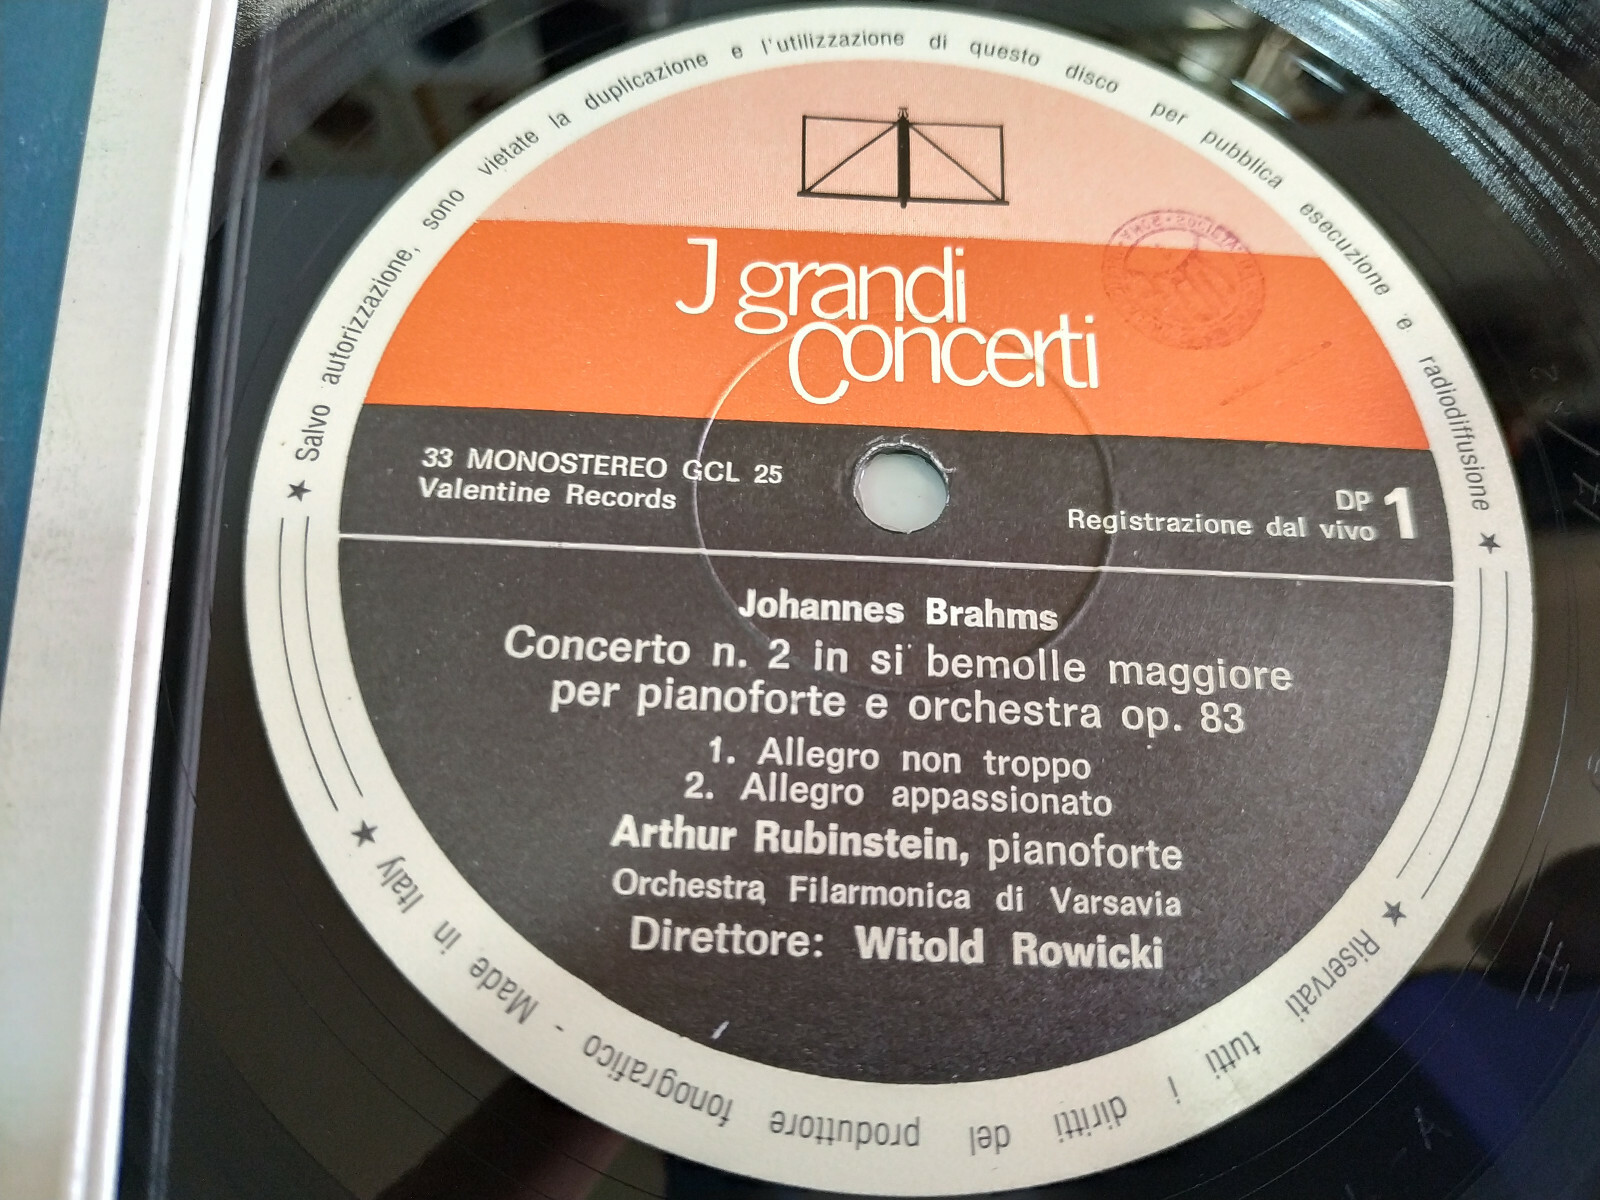 ★ Salvo autorizzazione, sono vietate la duplicazione e l'utilizzazione di questo disco per pubblica esecuzione e radiodiffusione ★
J grandi
concerti
33 MONOSTEREO GCL 25
Valentine Records
DP 1
Registrazione dal vivo
Johannes Brahms
Concerto n. 2 in si bemolle maggiore
per pianoforte e orchestra op. 83
1. Allegro non troppo
2. Allegro appassionato
Arthur Rubinstein, pianoforte
Orchestra Filarmonica di Varsavia
Direttore: Witold Rowicki
★ Riservati tutti i diritti del produttore fonografico - Made in Italy ★